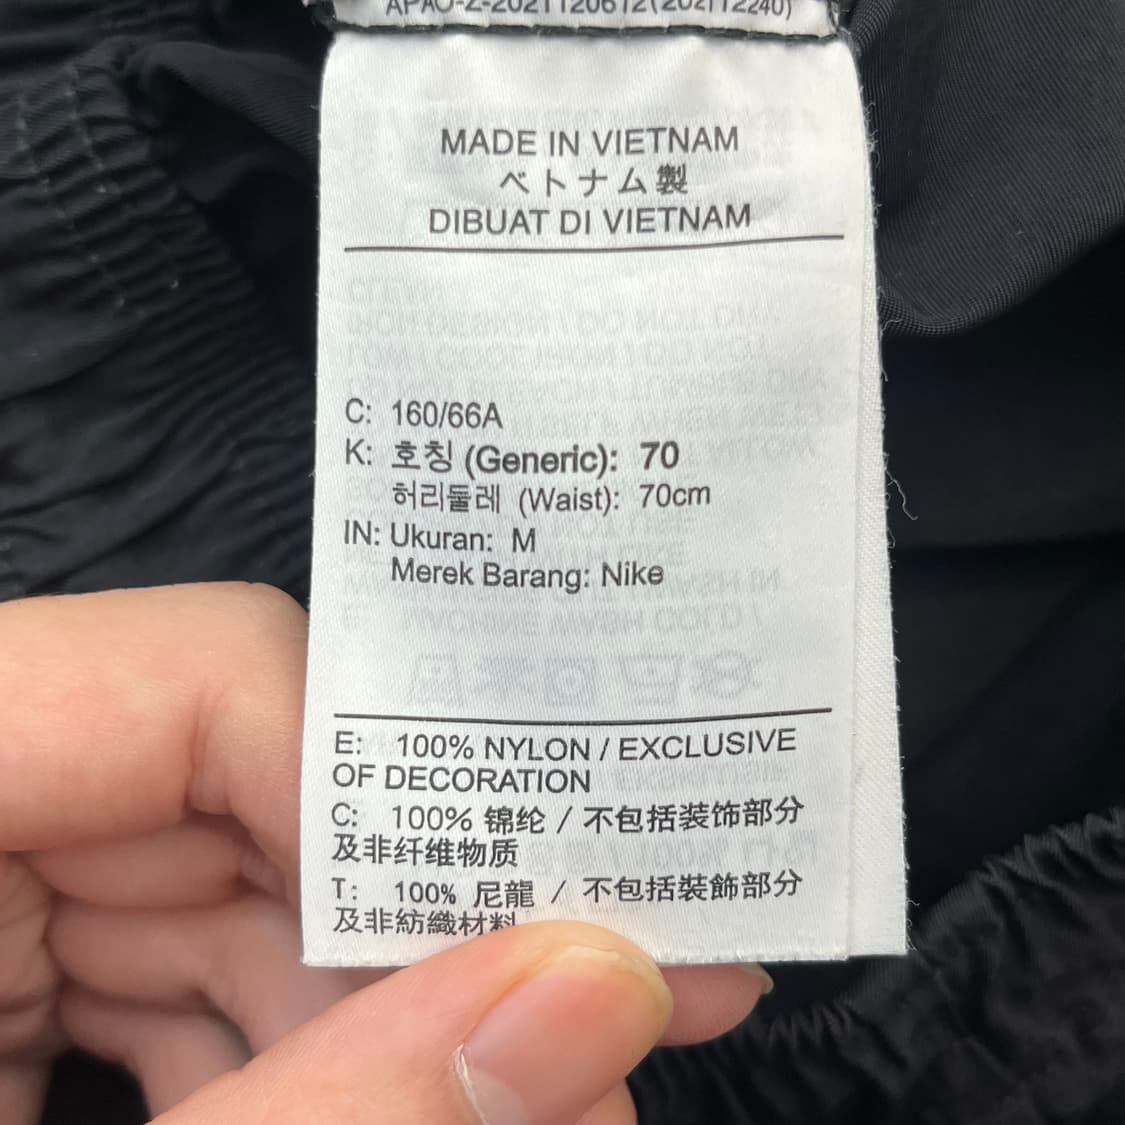 APAO-Z-2021120612(202112240)
MADE IN VIETNAM
ベトナム製
DIBUAT DI VIETNAM
C: 160/66A
K: 호칭 (Generic): 70
허리둘레 (Waist): 70cm
IN: Ukuran: M
Merek Barang: Nike
E: 100% NYLON / EXCLUSIVE
OF DECORATION
C: 100% 锦纶 / 不包括装饰部分
及非纤维物质
T: 100% 尼龍 / 不包括裝飾部分
及非紡織材料